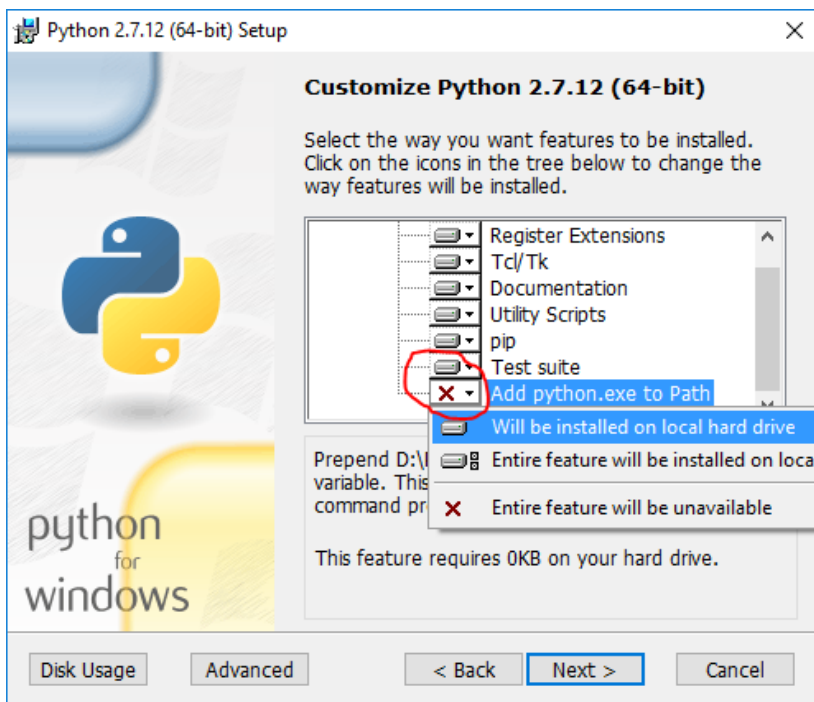 Python 2.7.12 (64-bit) Setup
Customize Python 2.7.12 (64-bit)
Select the way you want features to be installed.
Click on the icons in the tree below to change the
way features will be installed.
Register Extensions
Tcl/Tk
Documentation
Utility Scripts
pip
Test suite
Add python.exe to Path
Will be installed on local hard drive
Entire feature will be installed on loca
Entire feature will be unavailable
Prepend D:\
variable. This
command pr
This feature requires 0KB on your hard drive.
python
for
windows
Disk Usage
Advanced
< Back
Next >
Cancel